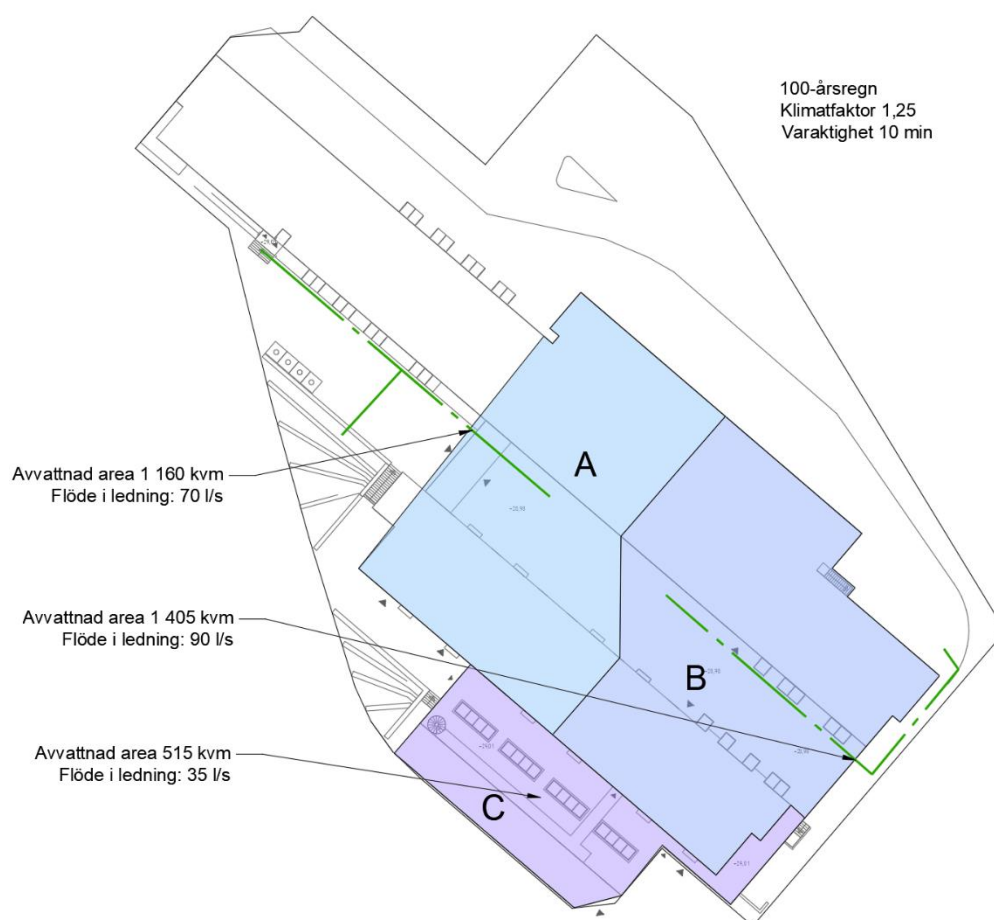 100-årsregn
Klimatfaktor 1,25
Varaktighet 10 min
A
Avvattnad area 1 160 kvm
Flöde i ledning: 70 l/s
Avvattnad area 1 405 kvm
Flöde i ledning: 90 l/s
B
Avvattnad area 515 kvm
Flöde i ledning: 35 l/s
C